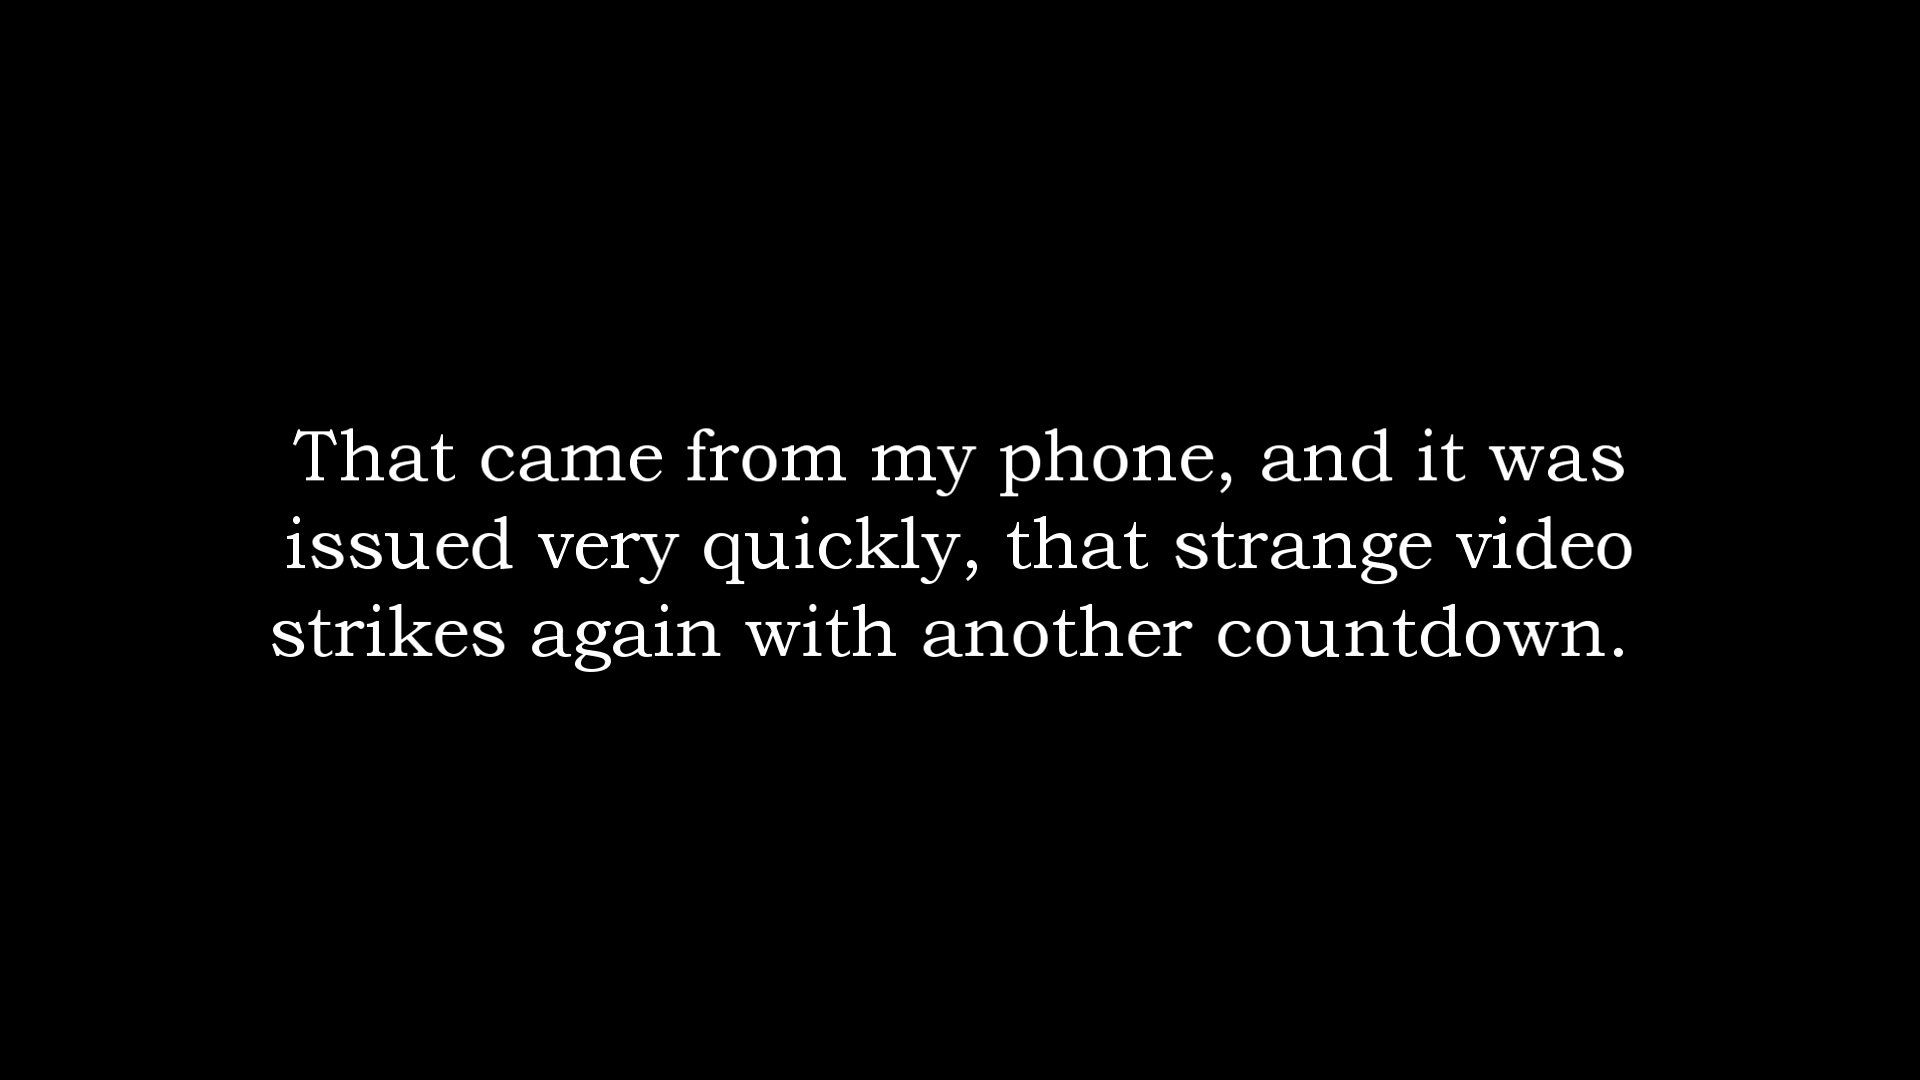 That came from my phone, and it was
issued very quickly, that strange video
strikes again with another countdown.